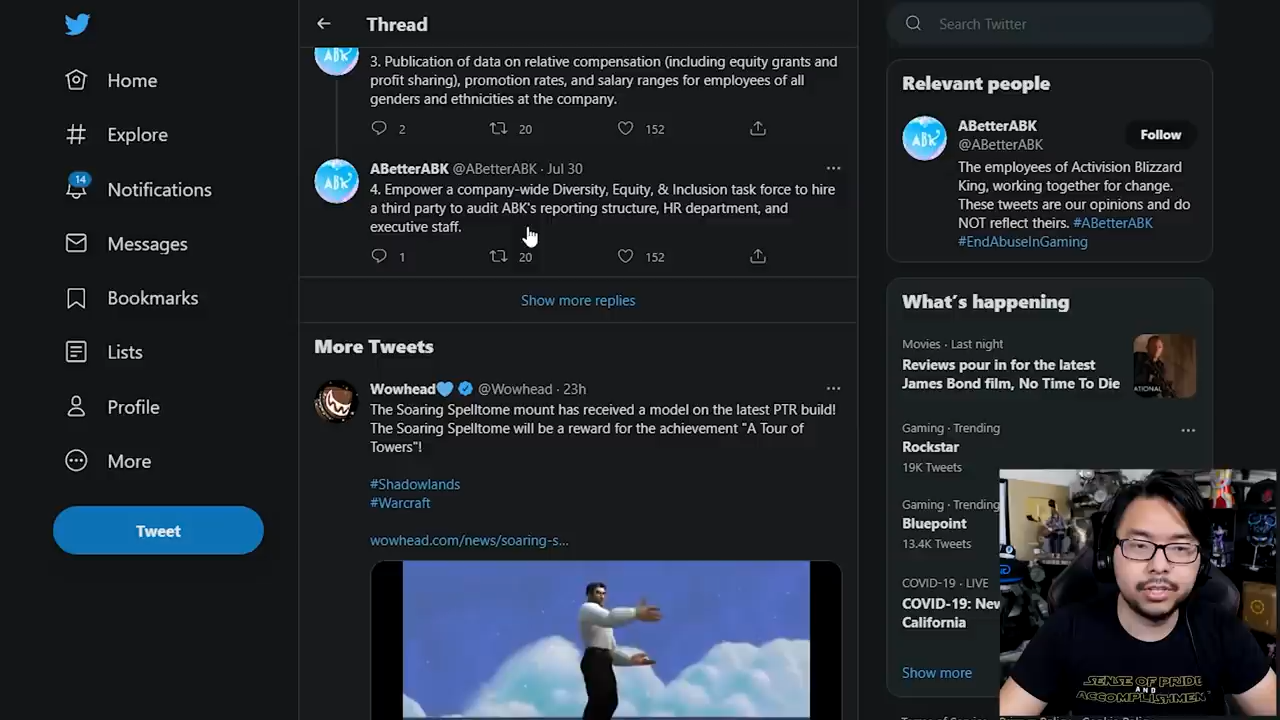 Home
Explore
14
Notifications
Messages
Bookmarks
Lists
Profile
More
Tweet
Thread
ABK
3. Publication of data on relative compensation (including equity grants and
profit sharing), promotion rates, and salary ranges for employees of all
genders and ethnicities at the company.
2 20 152
ABK
ABetterABK @ABetterABK · Jul 30
4. Empower a company-wide Diversity, Equity, & Inclusion task force to hire
a third party to audit ABK's reporting structure, HR department, and
executive staff.
1 20 152
Show more replies
More Tweets
Wowhead @Wowhead · 23h
The Soaring Spelltome mount has received a model on the latest PTR build!
The Soaring Spelltome will be a reward for the achievement "A Tour of
Towers"!
#Shadowlands
#Warcraft
wowhead.com/news/soaring-s...
Search Twitter
Relevant people
ABK
ABetterABK
@ABetterABK
Follow
The employees of Activision Blizzard
King, working together for change.
These tweets are our opinions and do
NOT reflect theirs. #ABetterABK
#EndAbuseInGaming
What's happening
Movies · Last night
Reviews pour in for the latest
James Bond film, No Time To Die
Gaming · Trending
Rockstar
19K Tweets
Gaming · Trending
Bluepoint
13.4K Tweets
COVID-19 · LIVE
COVID-19: New
California
Show more
SENSE OF PRIDE
AND
ACCOMPLISHMENT